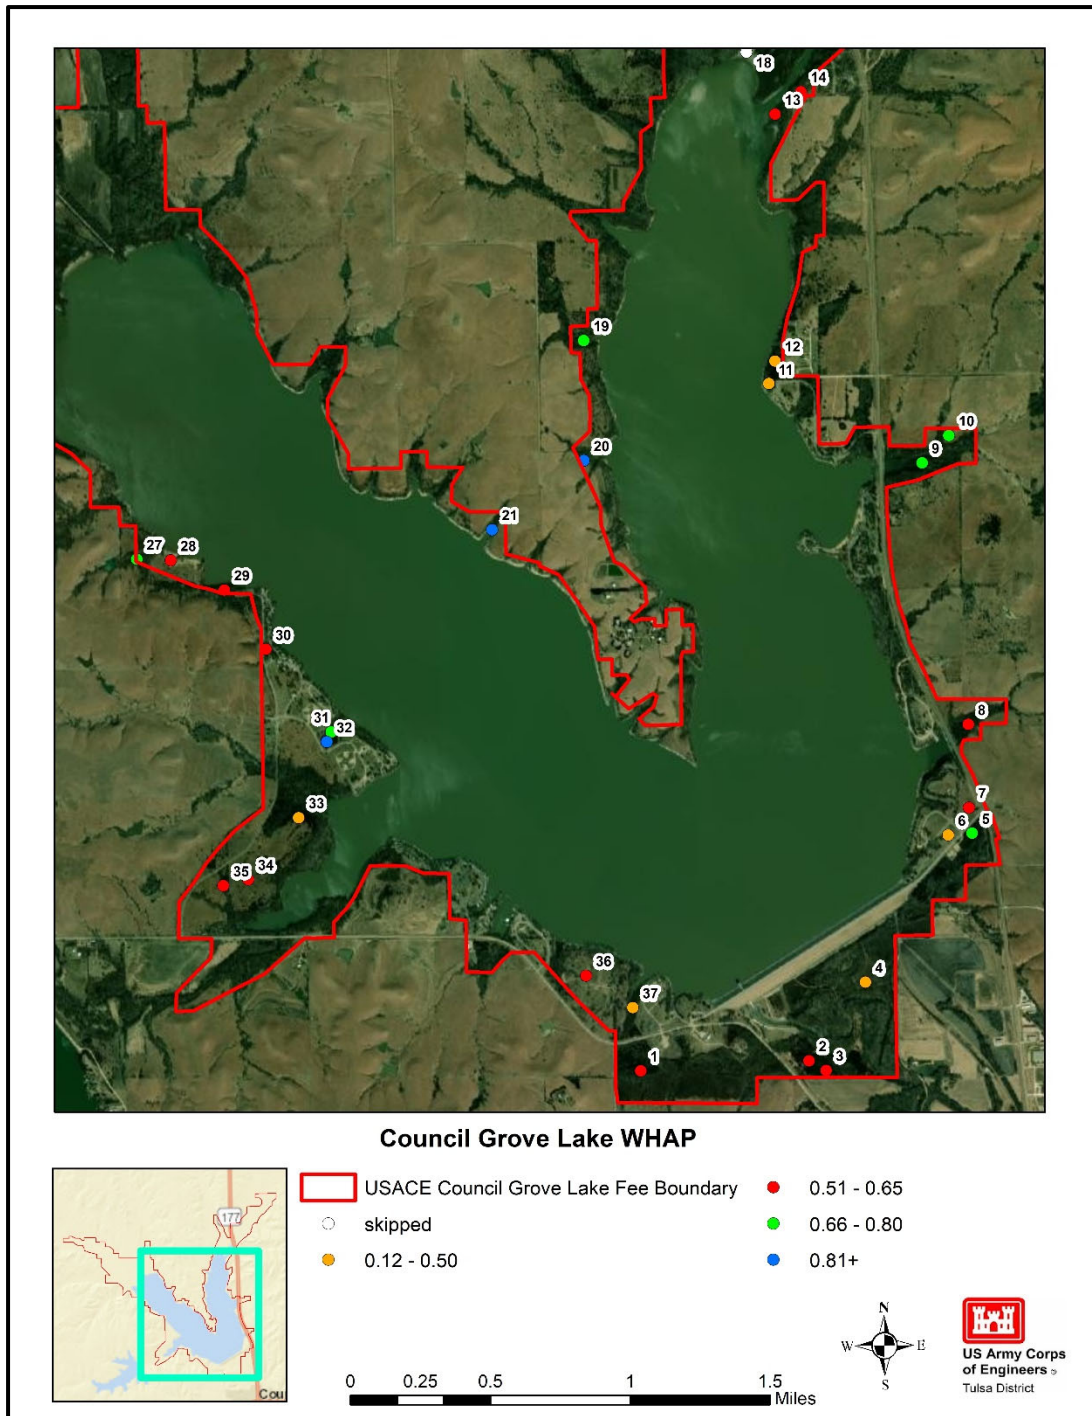 18
14
13
19
12
11
20
10
9
21
27
28
29
30
31
32
8
7
6
5
33
35
34
36
4
37
1
2
3
Council Grove Lake WHAP
USACE Council Grove Lake Fee Boundary
skipped
0.12 - 0.50
0.51 - 0.65
0.66 - 0.80
0.81+
177
Cou
0 0.25 0.5 1 1.5
Miles
N
W E
S
US Army Corps
of Engineers ®
Tulsa District